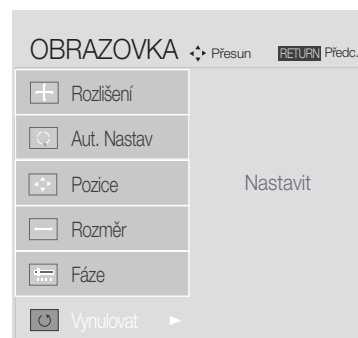 OBRAZOVKA Přesun RETURN Předc.
Rozlišení
Aut. Nastav
Pozice Nastavit
Rozměr
Fáze
Vynulovat